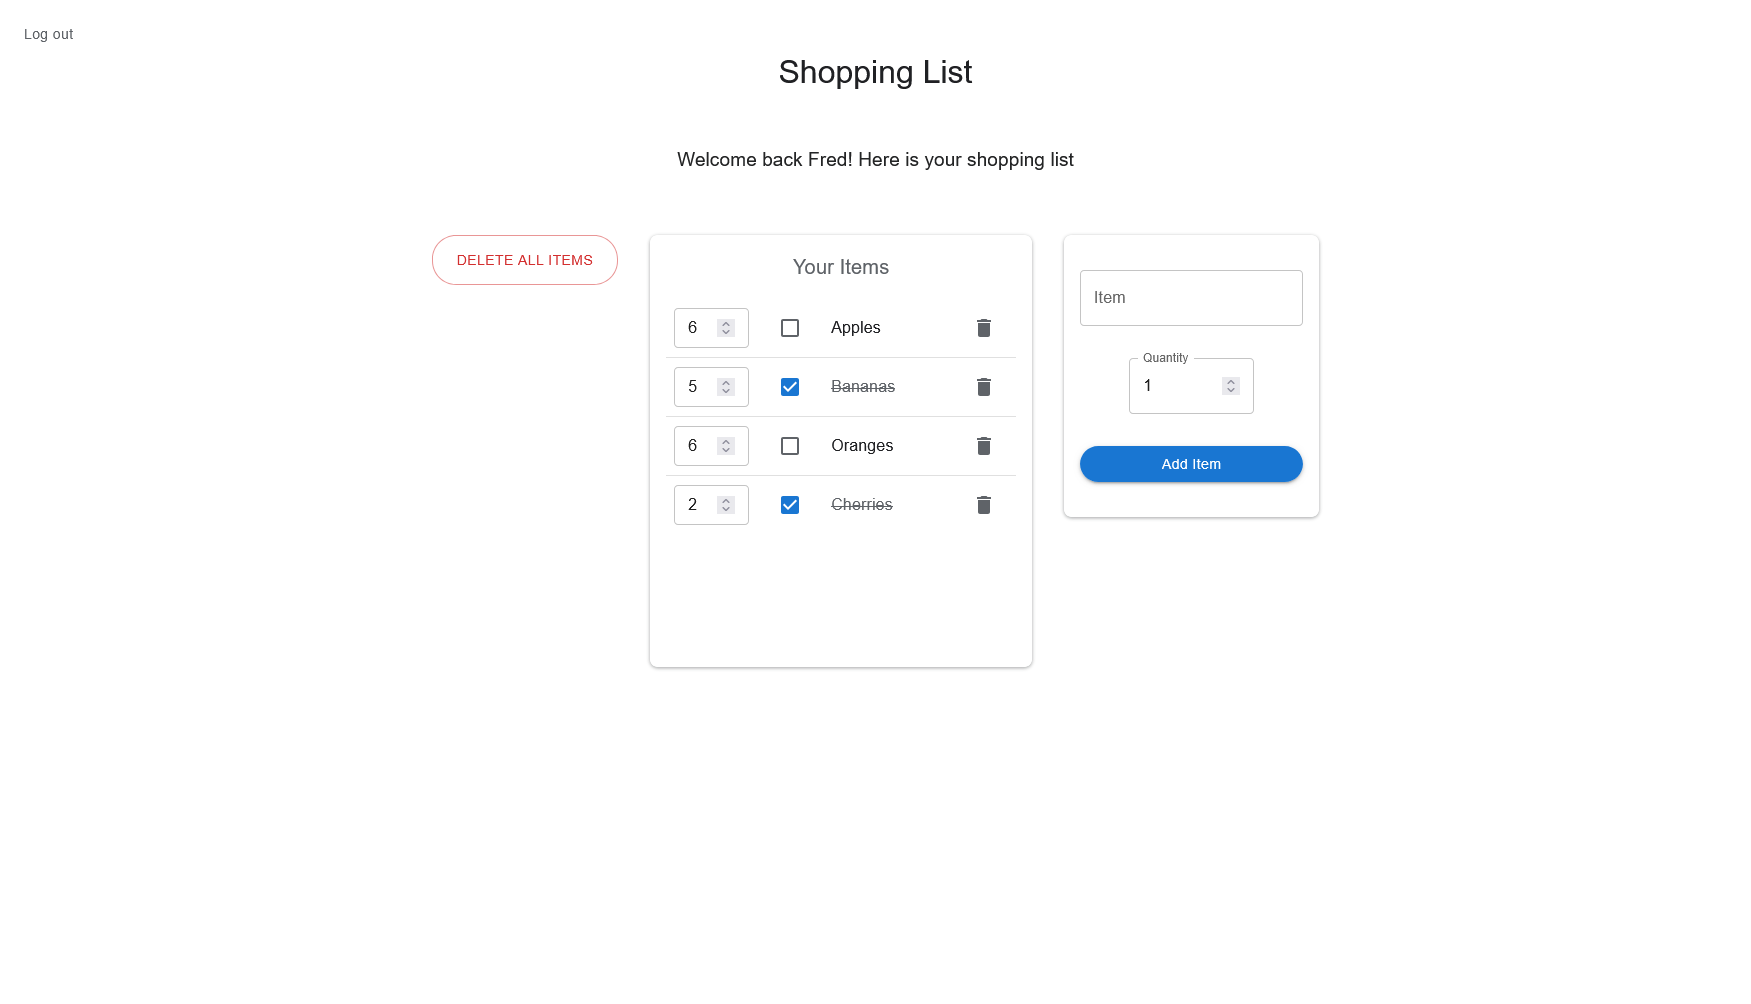 Log out
Shopping List
Welcome back Fred! Here is your shopping list
DELETE ALL ITEMS
Your Items
6 Apples
5 Bananas
6 Oranges
2 Cherries
Item
Quantity
1
Add Item